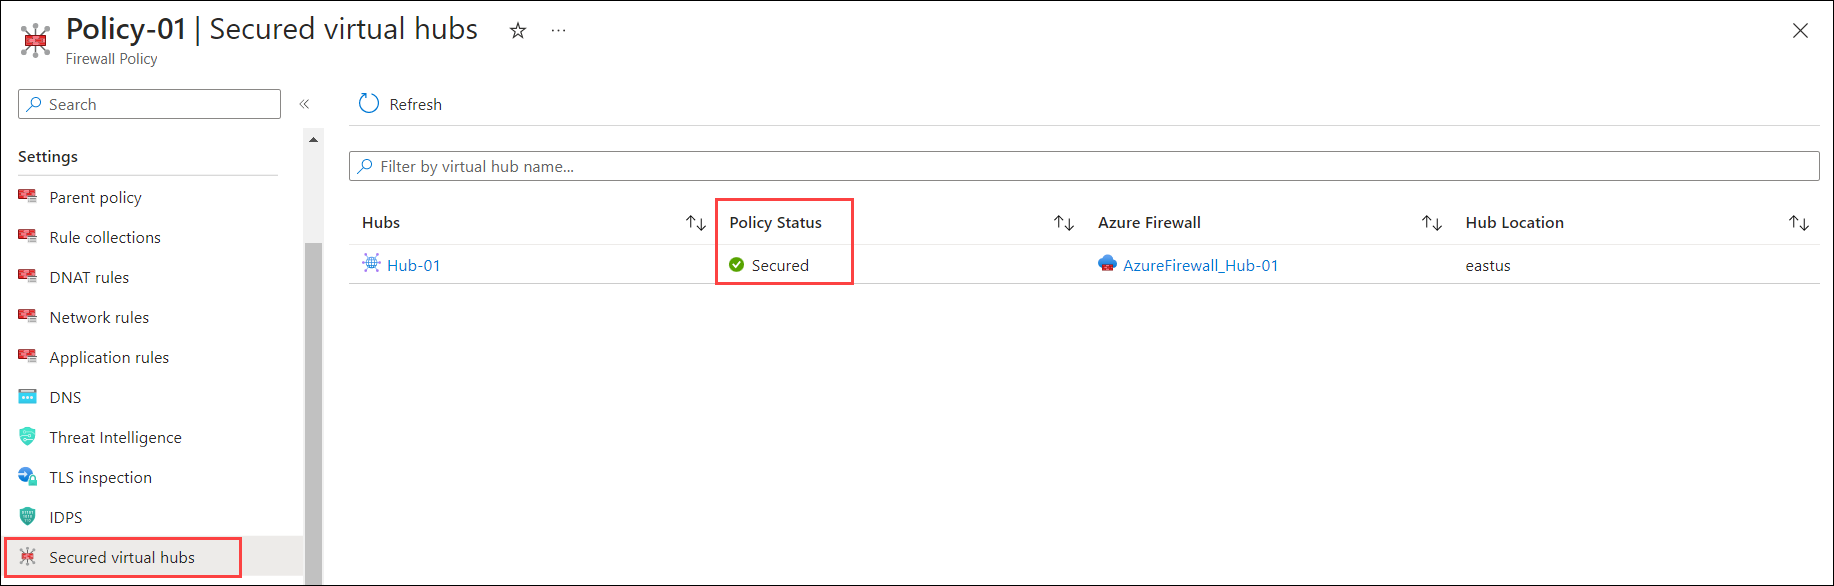 Policy-01 | Secured virtual hubs
Firewall Policy
Search
Refresh
Settings
Filter by virtual hub name...
Parent policy
Rule collections
DNAT rules
Network rules
Application rules
DNS
Threat Intelligence
TLS inspection
IDPS
Secured virtual hubs
Hubs Policy Status Azure Firewall Hub Location
Hub-01 Secured AzureFirewall_Hub-01 eastus